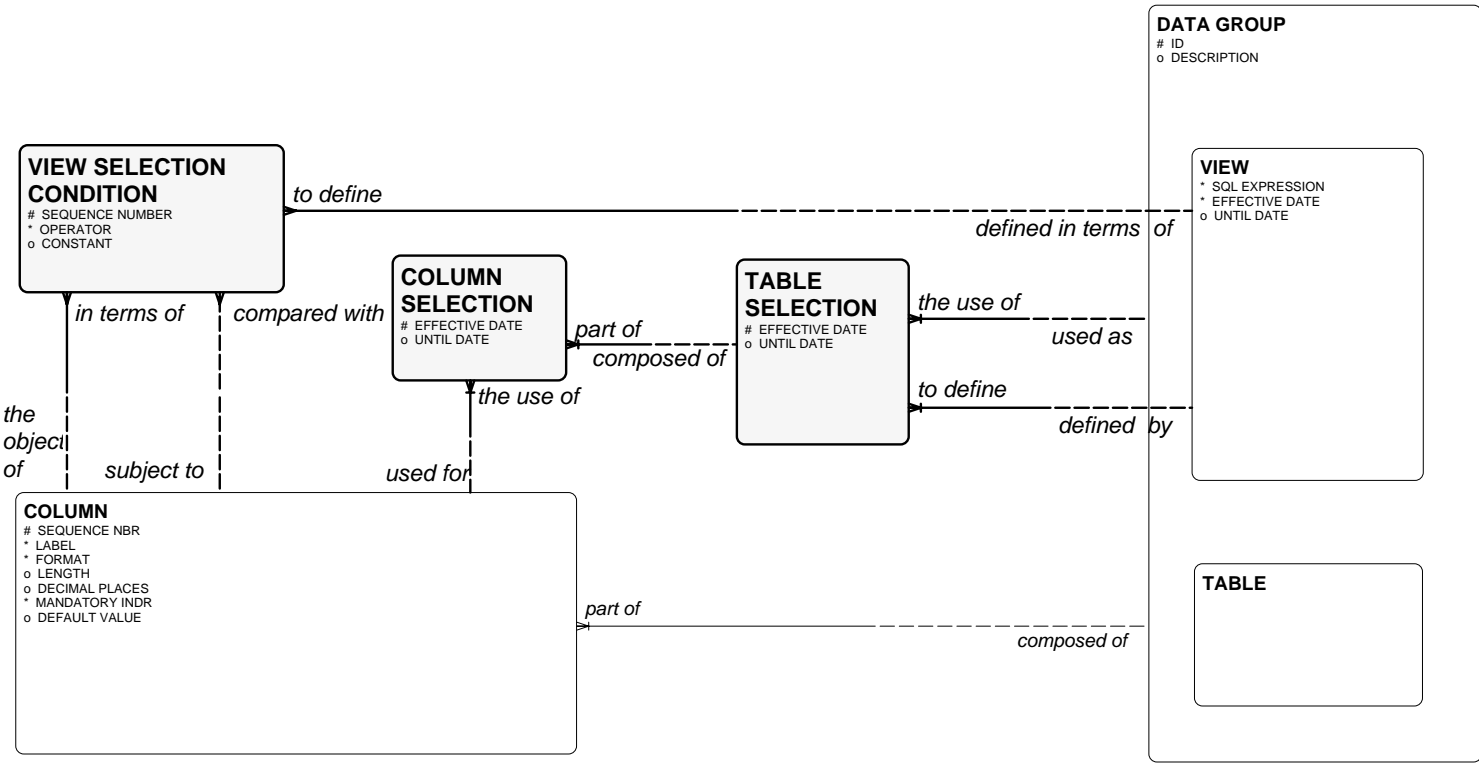 DATA GROUP
# ID
o DESCRIPTION
VIEW SELECTION
CONDITION
# SEQUENCE NUMBER
* OPERATOR
o CONSTANT
to define
defined in terms of
VIEW
* SQL EXPRESSION
* EFFECTIVE DATE
o UNTIL DATE
in terms of
compared with
COLUMN
SELECTION
# EFFECTIVE DATE
o UNTIL DATE
part of
composed of
TABLE
SELECTION
# EFFECTIVE DATE
o UNTIL DATE
the use of
used as
to define
defined by
the use of
the
object
of
subject to
used for
COLUMN
# SEQUENCE NBR
* LABEL
* FORMAT
o LENGTH
o DECIMAL PLACES
* MANDATORY INDR
o DEFAULT VALUE
part of
composed of
TABLE